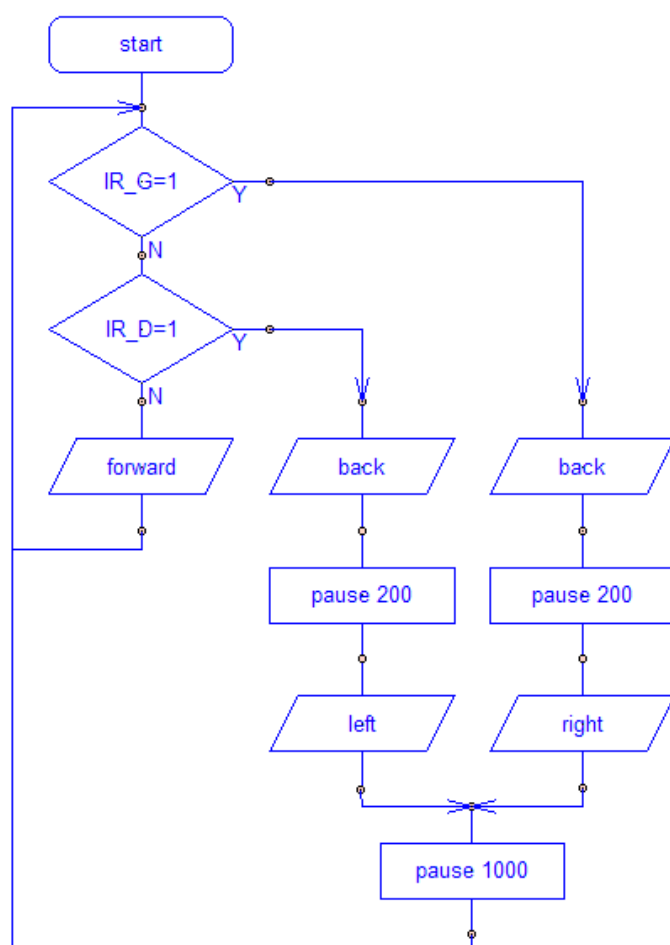 start
IR_G=1
Y
N
IR_D=1
Y
N
forward
back
back
pause 200
pause 200
left
right
pause 1000